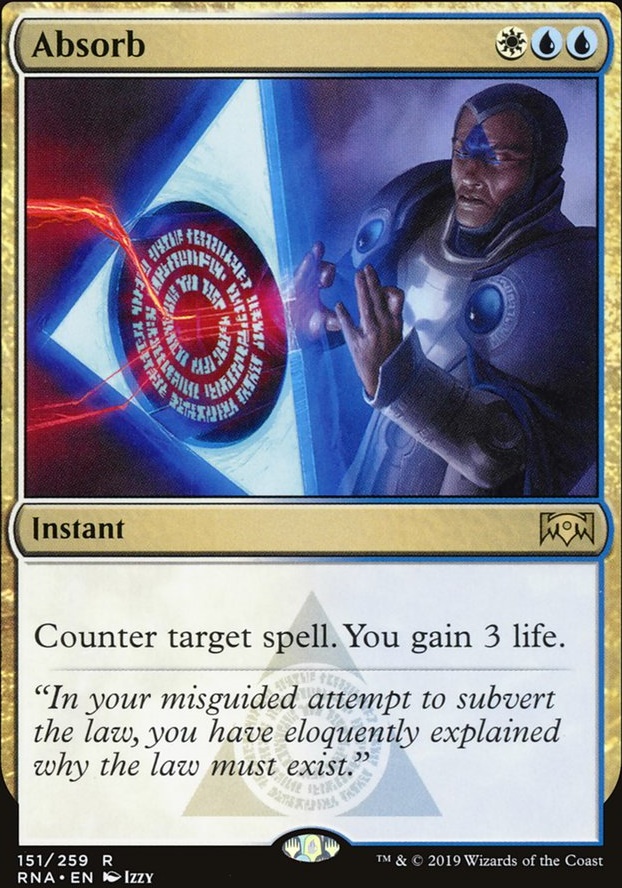 Absorb
Instant
Counter target spell. You gain 3 life.
“In your misguided attempt to subvert
the law, you have eloquently explained
why the law must exist.”
151/259 R
RNA • EN Izzy
™ & © 2019 Wizards of the Coast